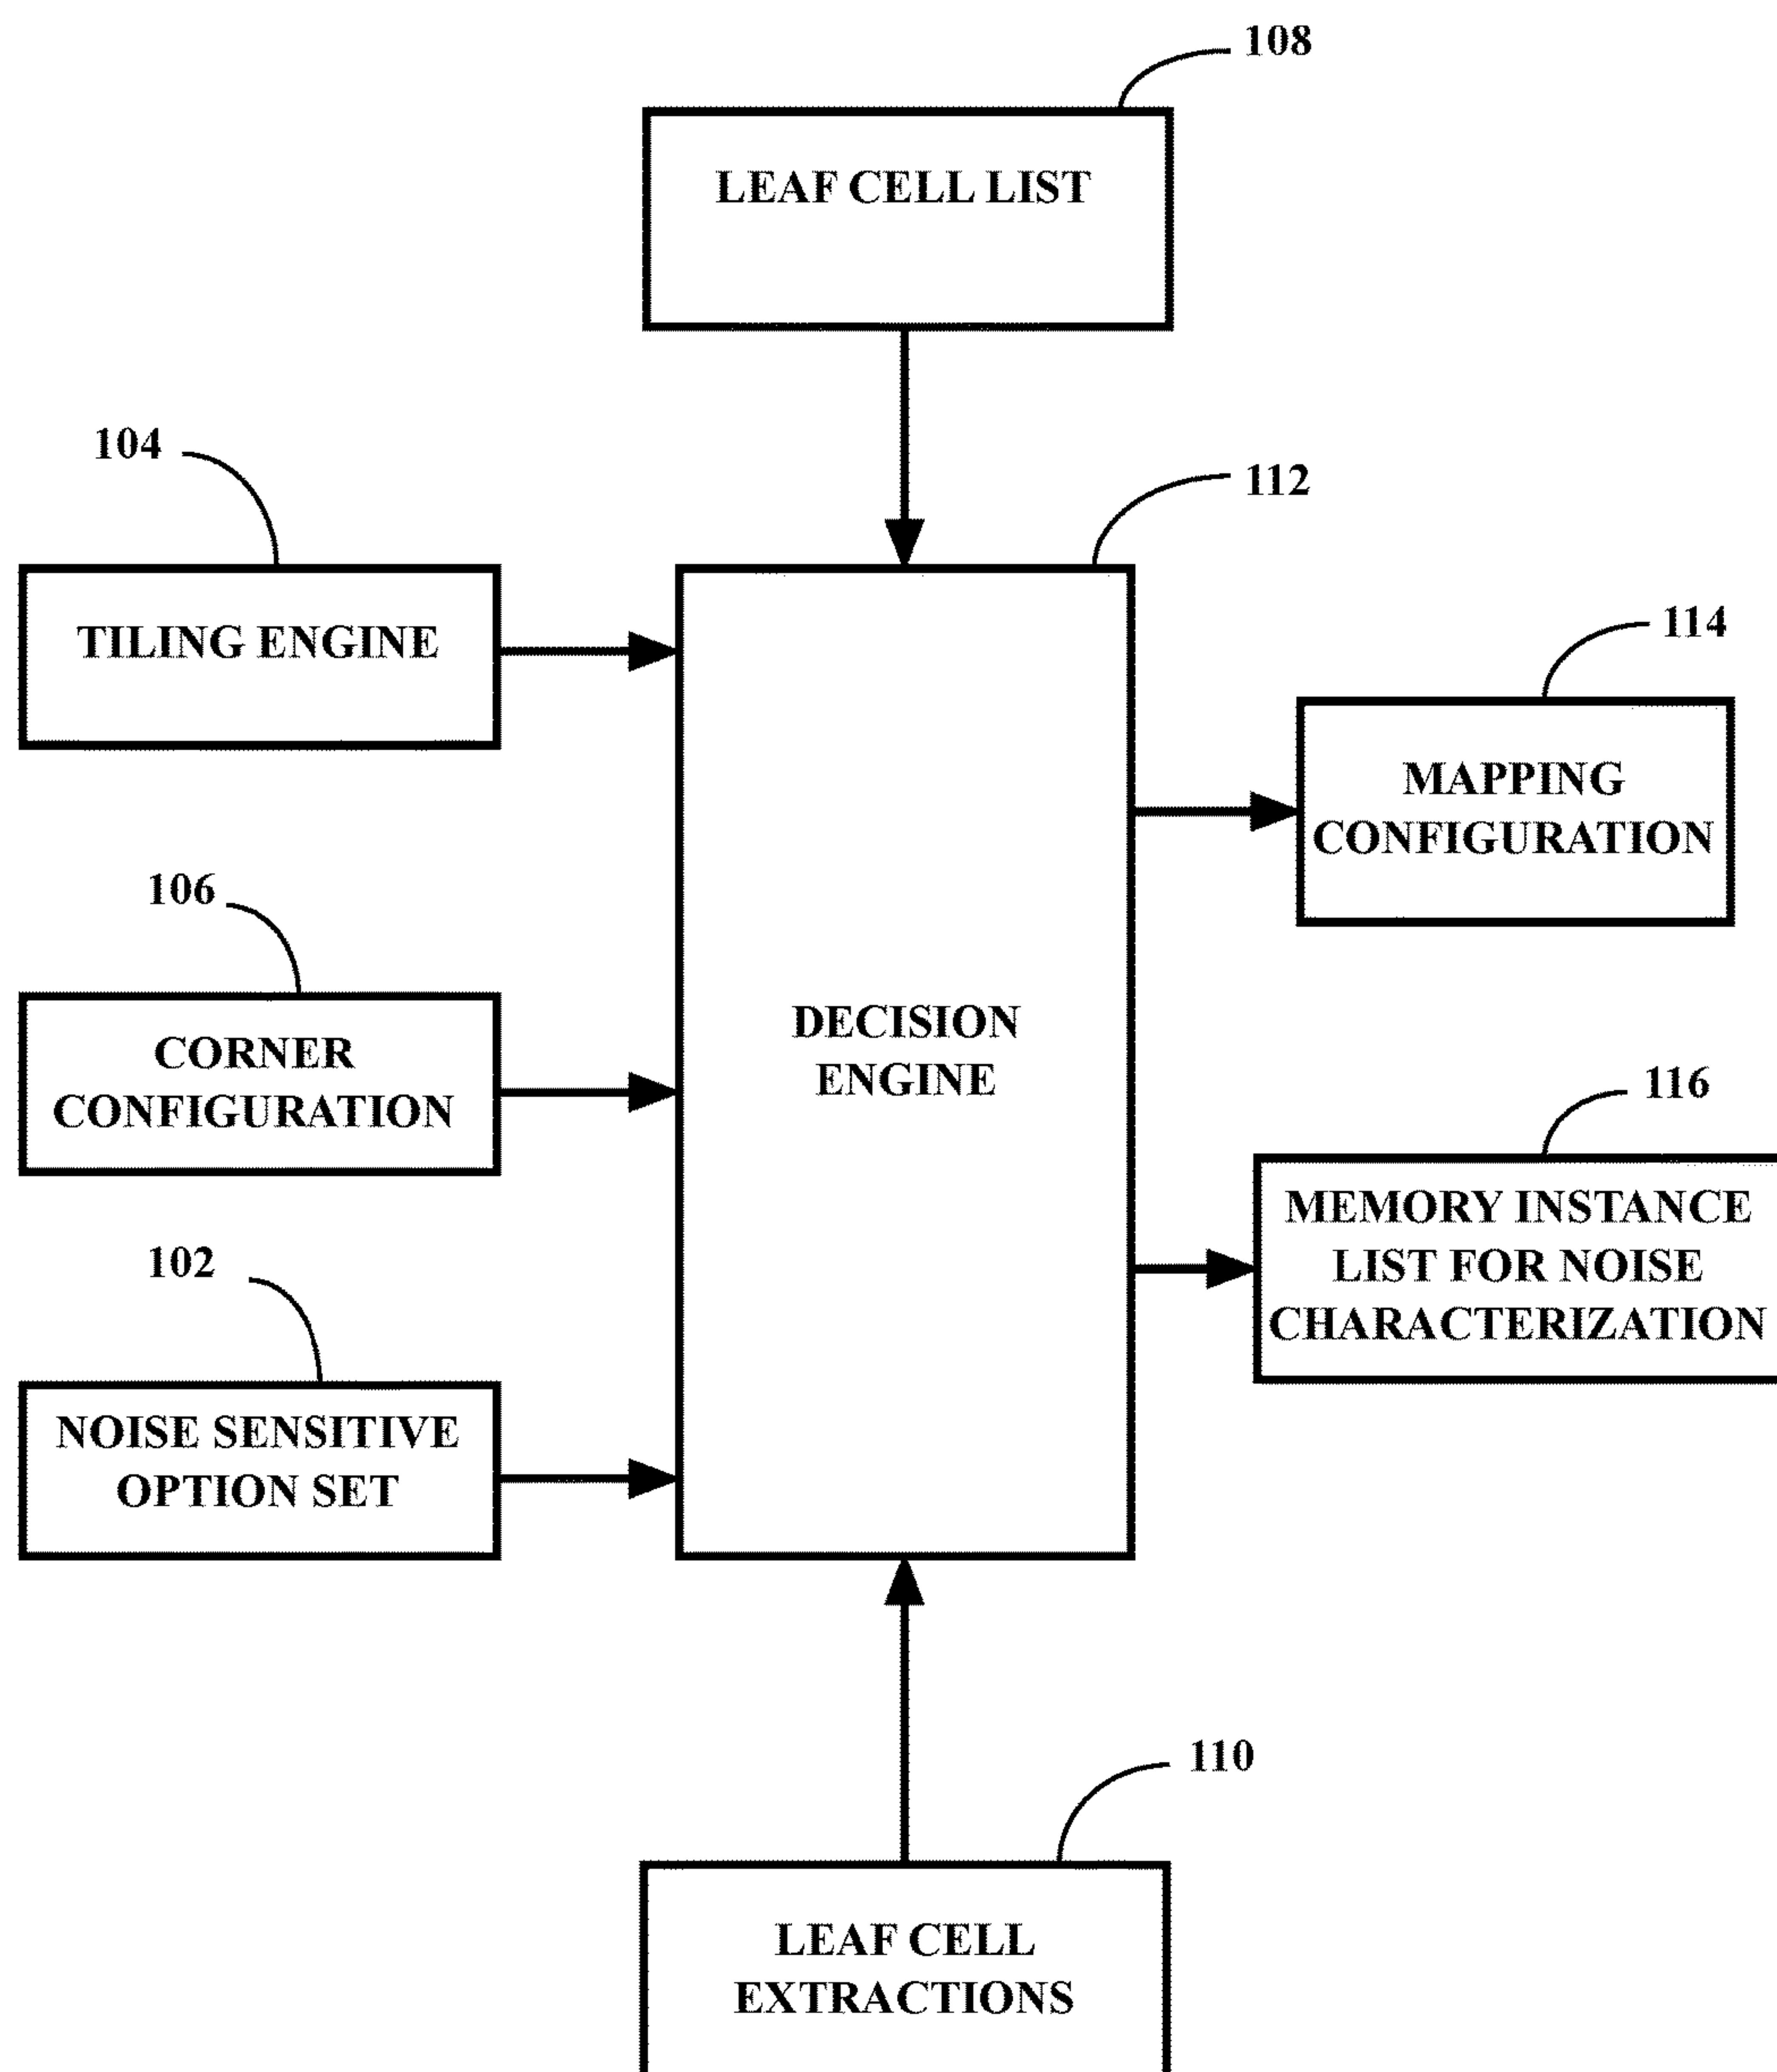 108
LEAF CELL LIST
104
112
TILING ENGINE
114
MAPPING
CONFIGURATION
106
CORNER
CONFIGURATION
DECISION
ENGINE
116
MEMORY INSTANCE
LIST FOR NOISE
CHARACTERIZATION
102
NOISE SENSITIVE
OPTION SET
110
LEAF CELL
EXTRACTIONS